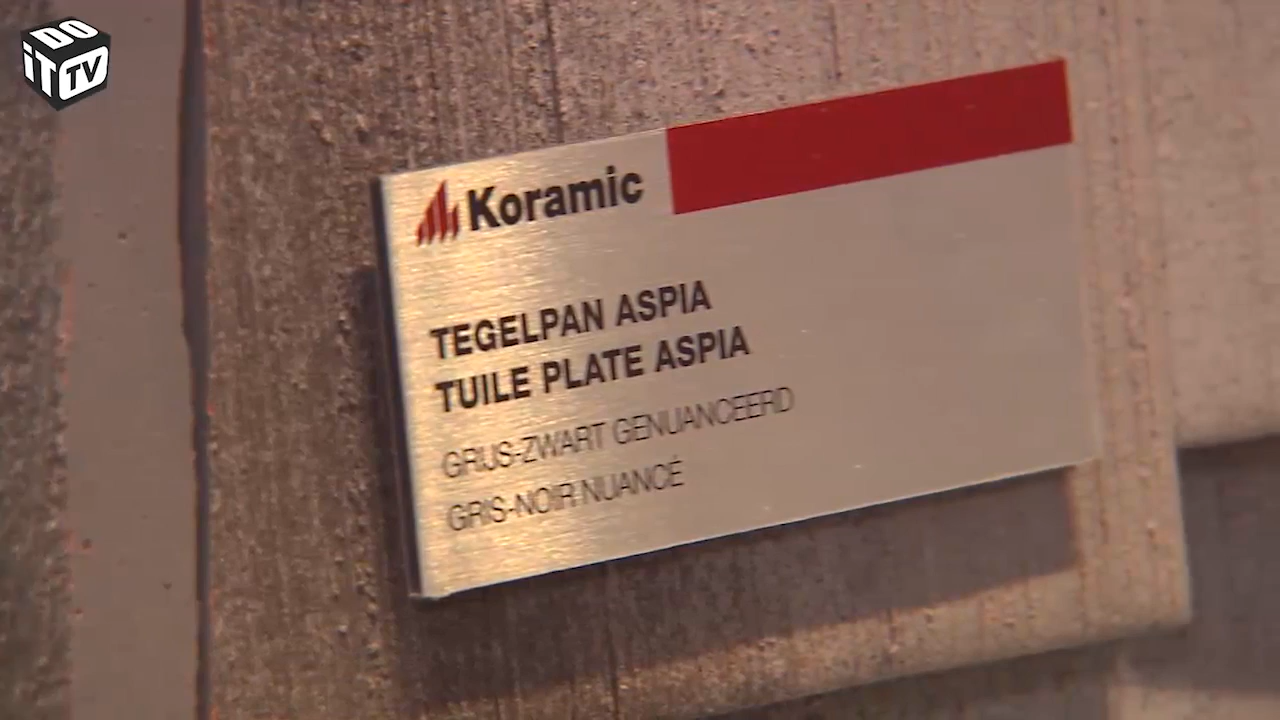 DO
iT TV
Koramic
TEGELPAN ASPIA
TUILE PLATE ASPIA
GRIJS-ZWART GENUANCEERD
GRIS-NOIR NUANCÉ